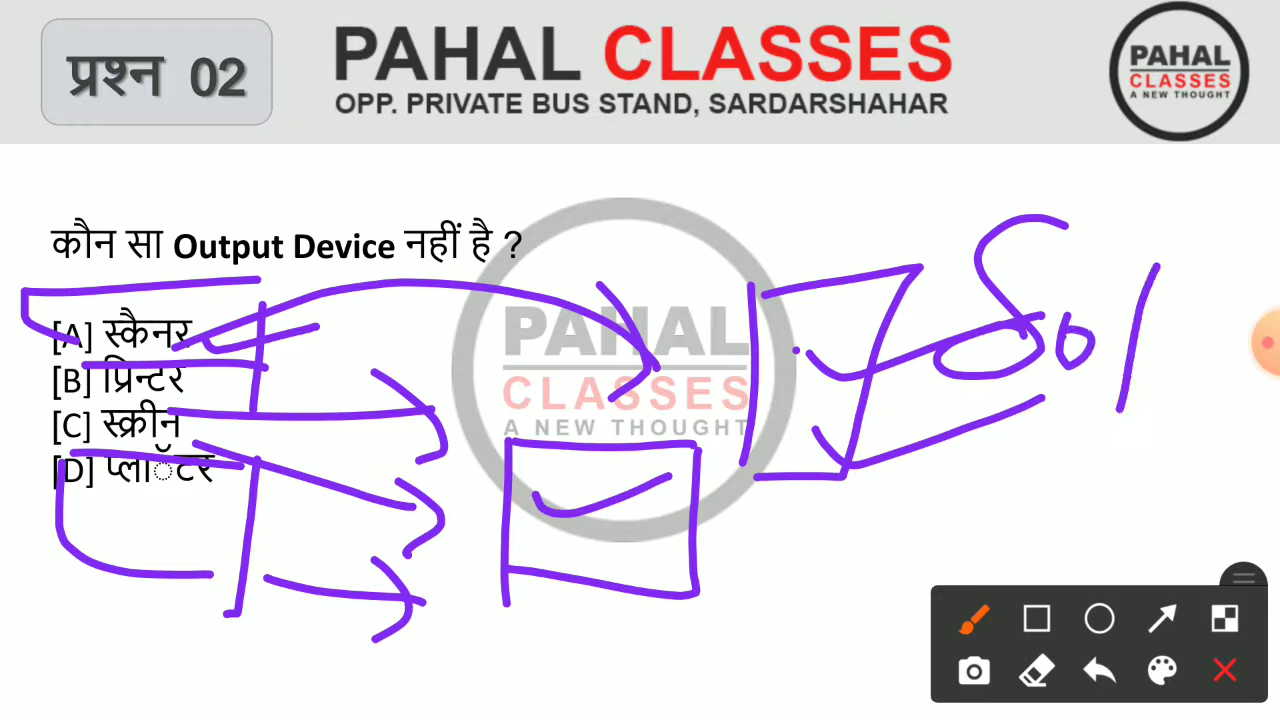 प्रश्न 02
PAHAL CLASSES
OPP. PRIVATE BUS STAND, SARDARSHAHAR
PAHAL
CLASSES
A NEW THOUGHT
कौन सा Output Device नहीं है ?
[A] स्कैनर
[B] प्रिन्टर
[C] स्क्रीन
[D] प्लाॅटर
PAHAL
CLASSES
A NEW THOUGHT